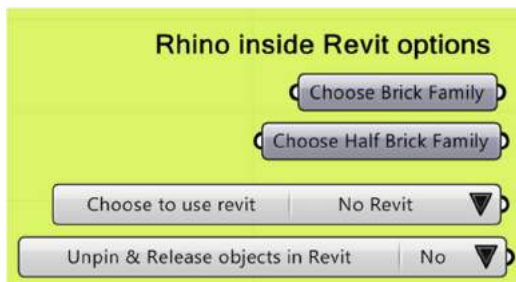 Rhino inside Revit options
Choose Brick Family
Choose Half Brick Family
Choose to use revit No Revit
Unpin & Release objects in Revit No